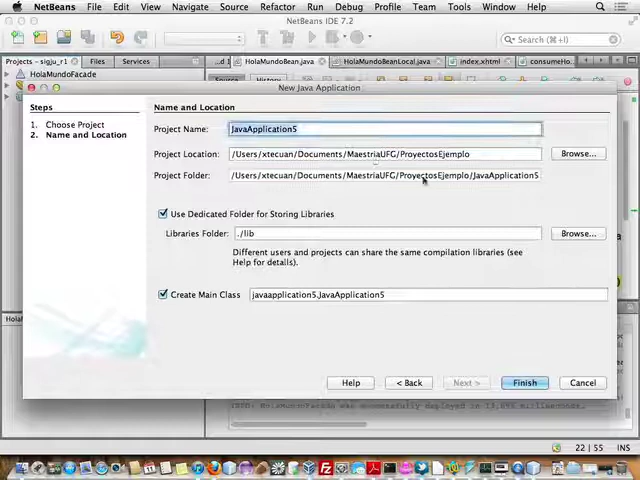 NetBeans File Edit View Navigate Source Refactor Run Debug Profile Team Tools Window Help
NetBeans IDE 7.2
Search (⌘+I)
Projects - sigju_r1 Files Services ...d HolaMundoBean.java HolaMundoBeanLocal.java index.xhtml consumeHo...
HolaMundoFacade
Source History
New Java Application
Steps
1. Choose Project
2. Name and Location
Name and Location
Project Name: JavaApplication5
Project Location: /Users/xtecuan/Documents/MaestriaUFG/ProyectosEjemplo Browse...
Project Folder: /Users/xtecuan/Documents/MaestriaUFG/ProyectosEjemplo/JavaApplication5
Use Dedicated Folder for Storing Libraries
Libraries Folder: ./lib Browse...
Different users and projects can share the same compilation libraries (see
Help for details).
Create Main Class javaapplication5.JavaApplication5
Help < Back Next > Finish Cancel
22 | 55 INS